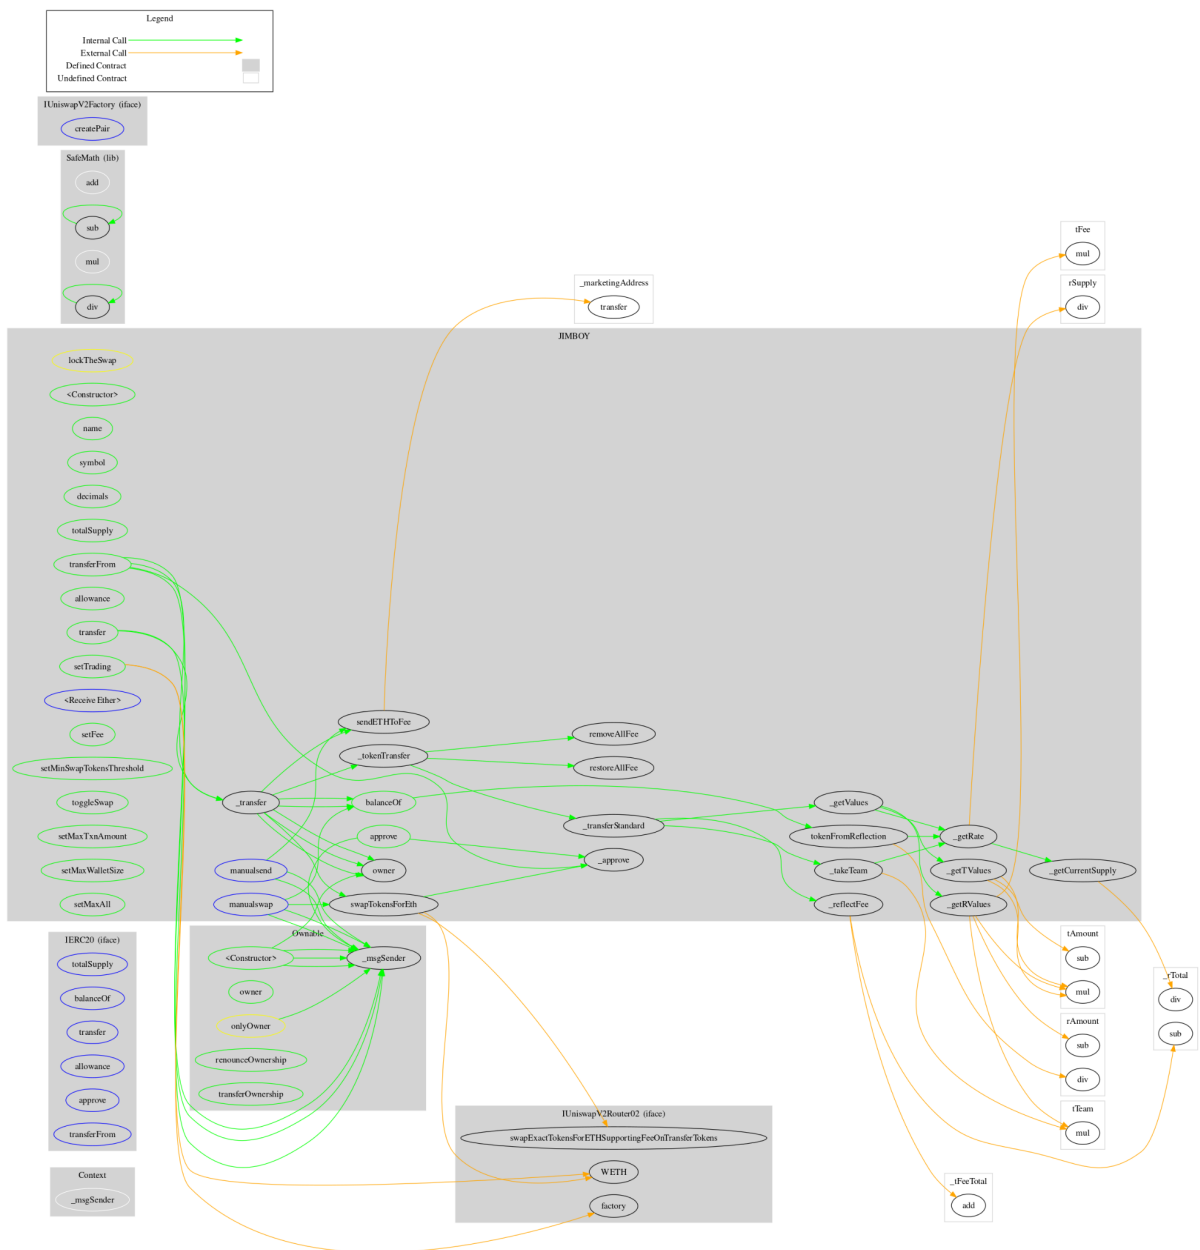 Legend
Internal Call
External Call
Defined Contract
Undefined Contract
IUniswapV2Factory (iface)
createPair
SafeMath (lib)
add
sub
mul
div
_marketingAddress
transfer
tFee
mul
rSupply
div
JIMBOY
lockTheSwap
<Constructor>
name
symbol
decimals
totalSupply
transferFrom
allowance
transfer
setTrading
<Receive Ether>
setFee
setMinSwapTokensThreshold
toggleSwap
setMaxTxnAmount
setMaxWalletSize
setMaxAll
_transfer
manualsend
manualswap
sendETHToFee
_tokenTransfer
balanceOf
approve
owner
swapTokensForEth
removeAllFee
restoreAllFee
_transferStandard
_approve
_getValues
tokenFromReflection
_takeTeam
_reflectFee
_getRate
_getTValues
_getRValues
_getCurrentSupply
IERC20 (iface)
totalSupply
balanceOf
transfer
allowance
approve
transferFrom
Ownable
<Constructor>
_msgSender
owner
onlyOwner
renounceOwnership
transferOwnership
tAmount
sub
mul
rAmount
sub
div
tTeam
mul
_rTotal
div
sub
IUniswapV2Router02 (iface)
swapExactTokensForETHSupportingFeeOnTransferTokens
WETH
factory
_tFeeTotal
add
Context
_msgSender